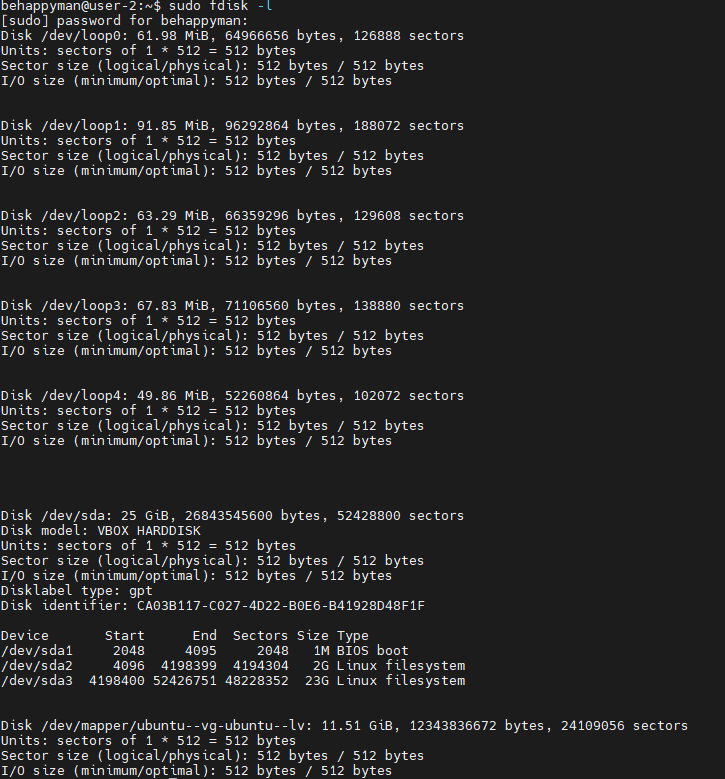 behappyman@user-2:~$ sudo fdisk -l
[sudo] password for behappyman:
Disk /dev/loop0: 61.98 MiB, 64966656 bytes, 126888 sectors
Units: sectors of 1 * 512 = 512 bytes
Sector size (logical/physical): 512 bytes / 512 bytes
I/O size (minimum/optimal): 512 bytes / 512 bytes
Disk /dev/loop1: 91.85 MiB, 96292864 bytes, 188072 sectors
Units: sectors of 1 * 512 = 512 bytes
Sector size (logical/physical): 512 bytes / 512 bytes
I/O size (minimum/optimal): 512 bytes / 512 bytes
Disk /dev/loop2: 63.29 MiB, 66359296 bytes, 129608 sectors
Units: sectors of 1 * 512 = 512 bytes
Sector size (logical/physical): 512 bytes / 512 bytes
I/O size (minimum/optimal): 512 bytes / 512 bytes
Disk /dev/loop3: 67.83 MiB, 71106560 bytes, 138880 sectors
Units: sectors of 1 * 512 = 512 bytes
Sector size (logical/physical): 512 bytes / 512 bytes
I/O size (minimum/optimal): 512 bytes / 512 bytes
Disk /dev/loop4: 49.86 MiB, 52260864 bytes, 102072 sectors
Units: sectors of 1 * 512 = 512 bytes
Sector size (logical/physical): 512 bytes / 512 bytes
I/O size (minimum/optimal): 512 bytes / 512 bytes
Disk /dev/sda: 25 GiB, 26843545600 bytes, 52428800 sectors
Disk model: VBOX HARDDISK
Units: sectors of 1 * 512 = 512 bytes
Sector size (logical/physical): 512 bytes / 512 bytes
I/O size (minimum/optimal): 512 bytes / 512 bytes
Disklabel type: gpt
Disk identifier: CA03B117-C027-4D22-B0E6-B41928D48F1F
Device Start End Sectors Size Type
/dev/sda1 2048 4095 2048 1M BIOS boot
/dev/sda2 4096 4198399 4194304 2G Linux filesystem
/dev/sda3 4198400 52426751 48228352 23G Linux filesystem
Disk /dev/mapper/ubuntu--vg-ubuntu--lv: 11.51 GiB, 12343836672 bytes, 24109056 sectors
Units: sectors of 1 * 512 = 512 bytes
Sector size (logical/physical): 512 bytes / 512 bytes
I/O size (minimum/optimal): 512 bytes / 512 bytes